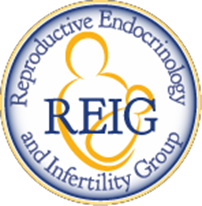 Reproductive Endocrinology
REIG
and Infertility Group